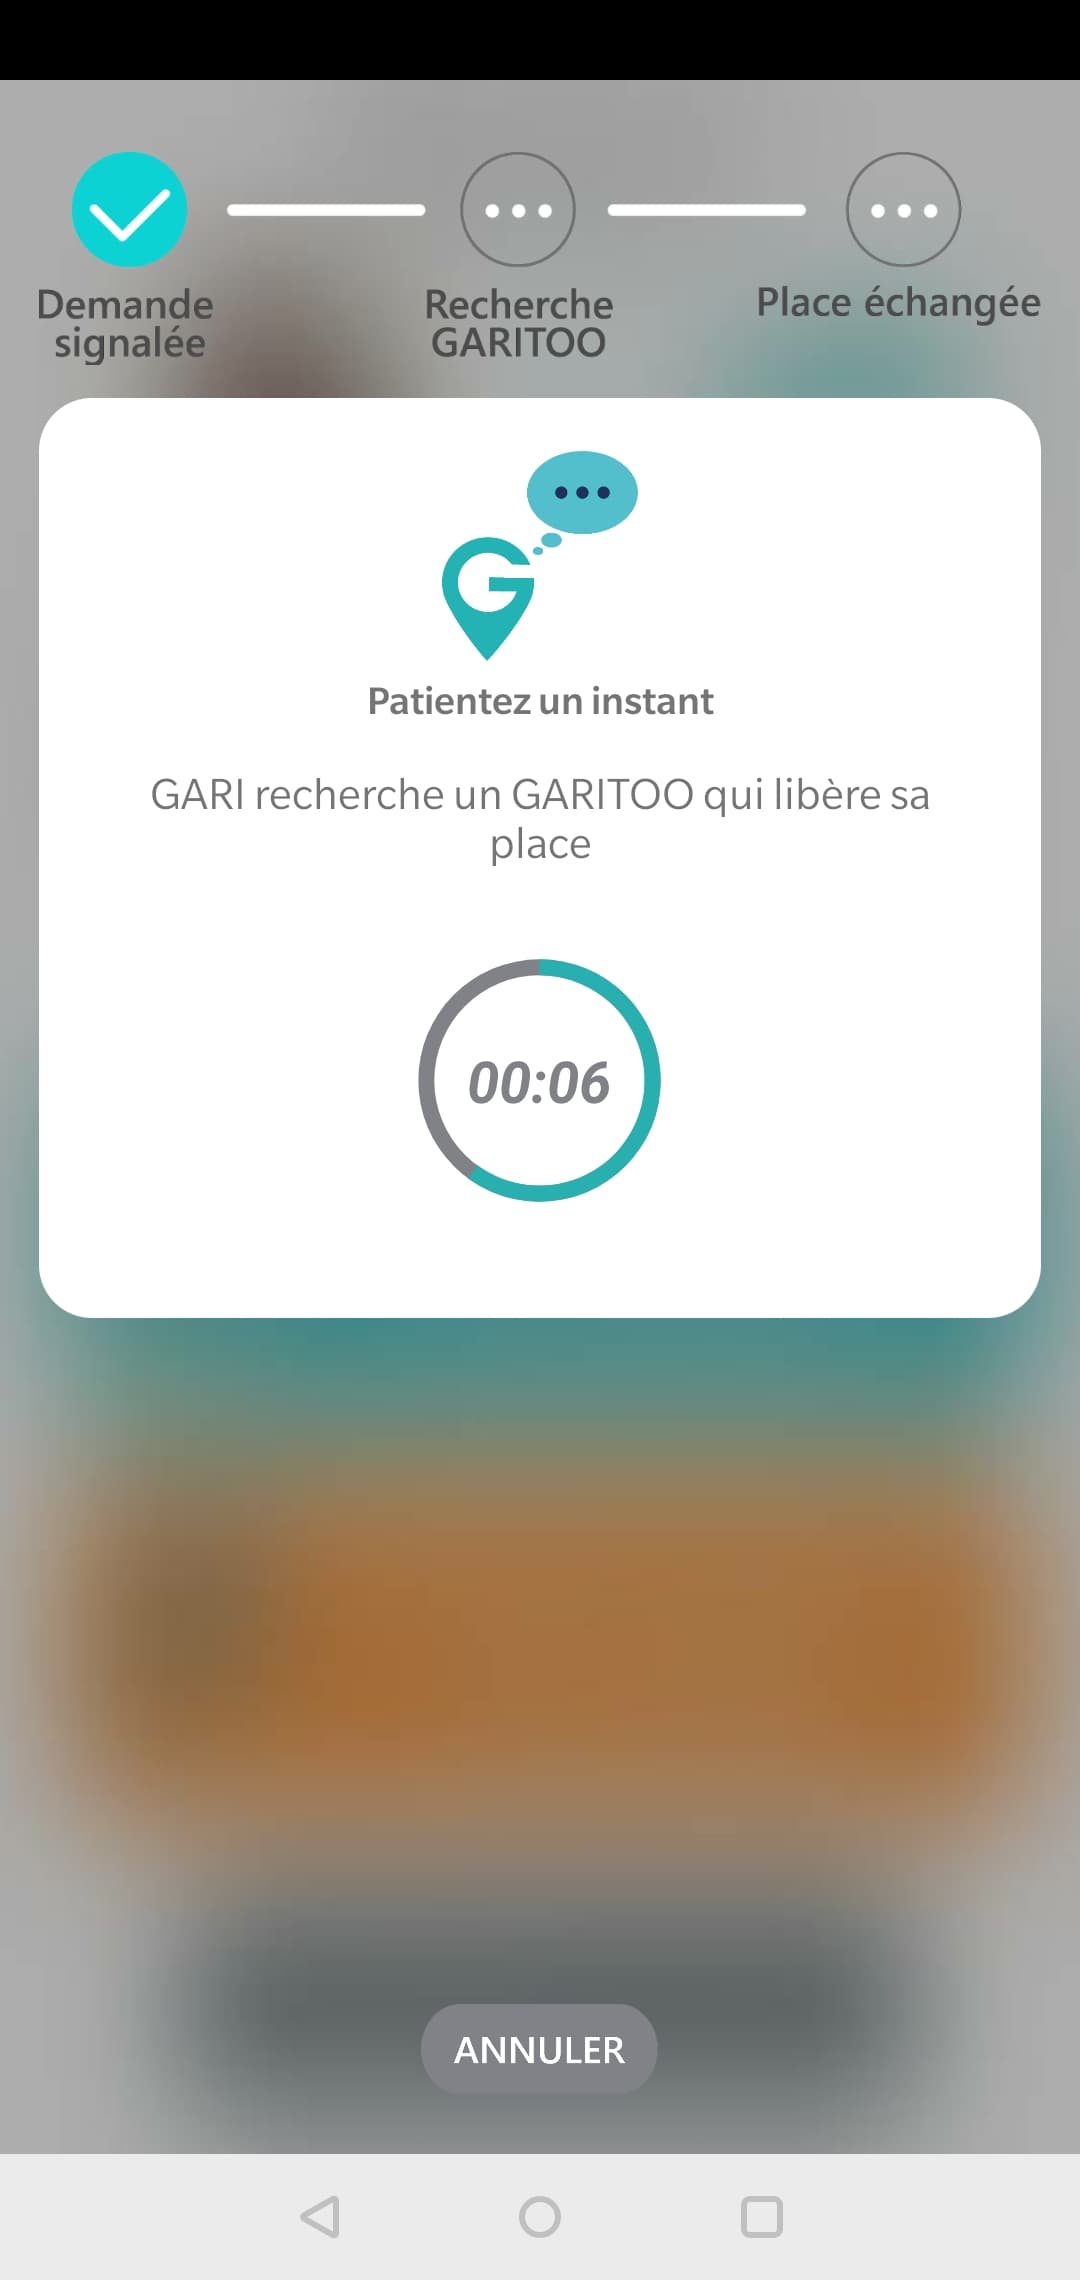 Demande
signalée
Recherche
GARITOO
Place échangée
Patientez un instant
GARI recherche un GARITOO qui libère sa
place
00:06
ANNULER